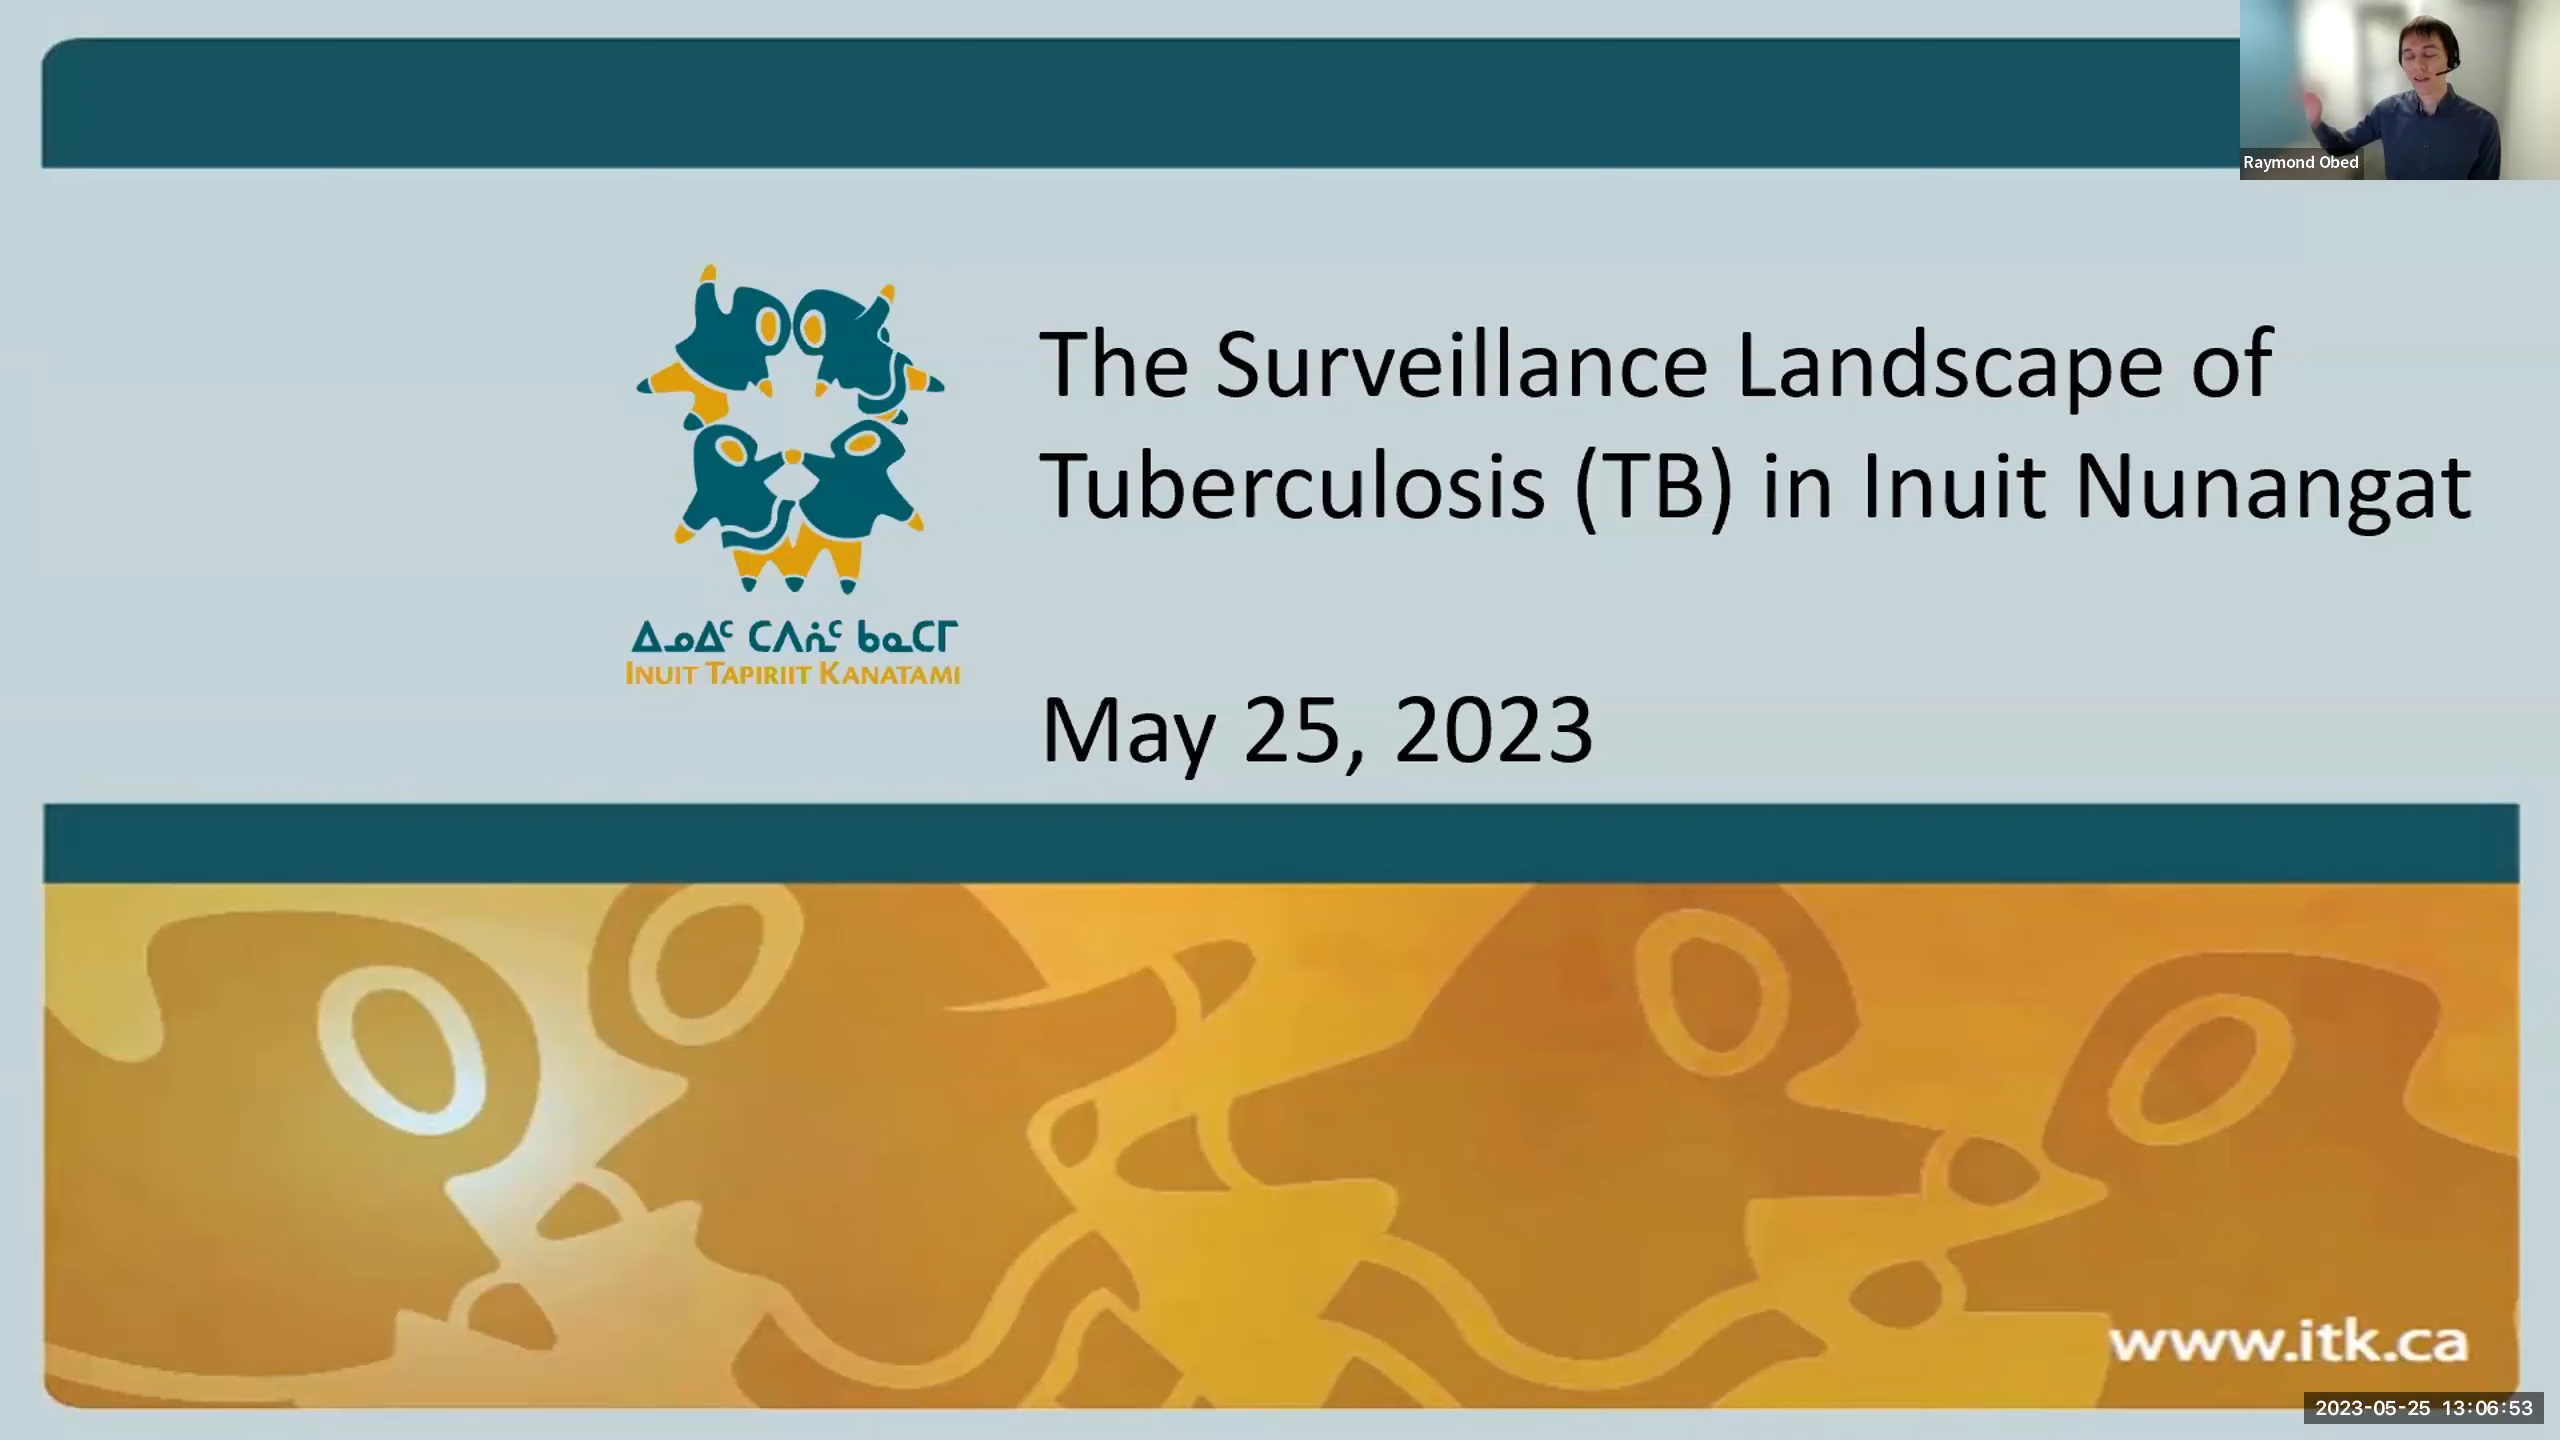 Raymond Obed
The Surveillance Landscape of
Tuberculosis (TB) in Inuit Nunangat
ᐃᓄᐃᑦ ᑕᐱᕇᑦ ᑲᓇᑕᒥ
INUIT TAPIRIIT KANATAMI
May 25, 2023
www.itk.ca
2023-05-25 13:06:53